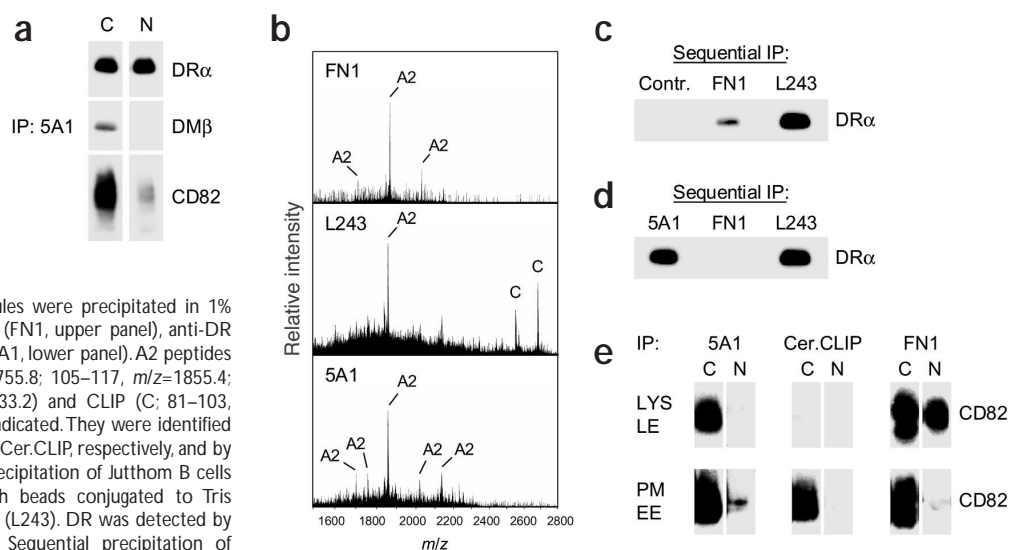 a
C N
DRα
IP: 5A1 DMβ
CD82
b
FN1
A2
A2
A2
L243
A2
C
C
5A1
A2
A2
A2
A2
A2
Relative intensity
1600 1800 2000 2200 2400 2600 2800
m/z
c
Sequential IP:
Contr. FN1 L243
DRα
d
Sequential IP:
5A1 FN1 L243
DRα
e
IP: 5A1 Cer.CLIP FN1
C N C N C N
LYS
LE
CD82
PM
EE
CD82
ules were precipitated in 1%
(FN1, upper panel), anti-DR
A1, lower panel). A2 peptides
755.8; 105–117, m/z=1855.4;
33.2) and CLIP (C; 81–103,
ndicated. They were identified
Cer.CLIP, respectively, and by
ecipitation of Jutthom B cells
h beads conjugated to Tris
(L243). DR was detected by
Sequential precipitation of